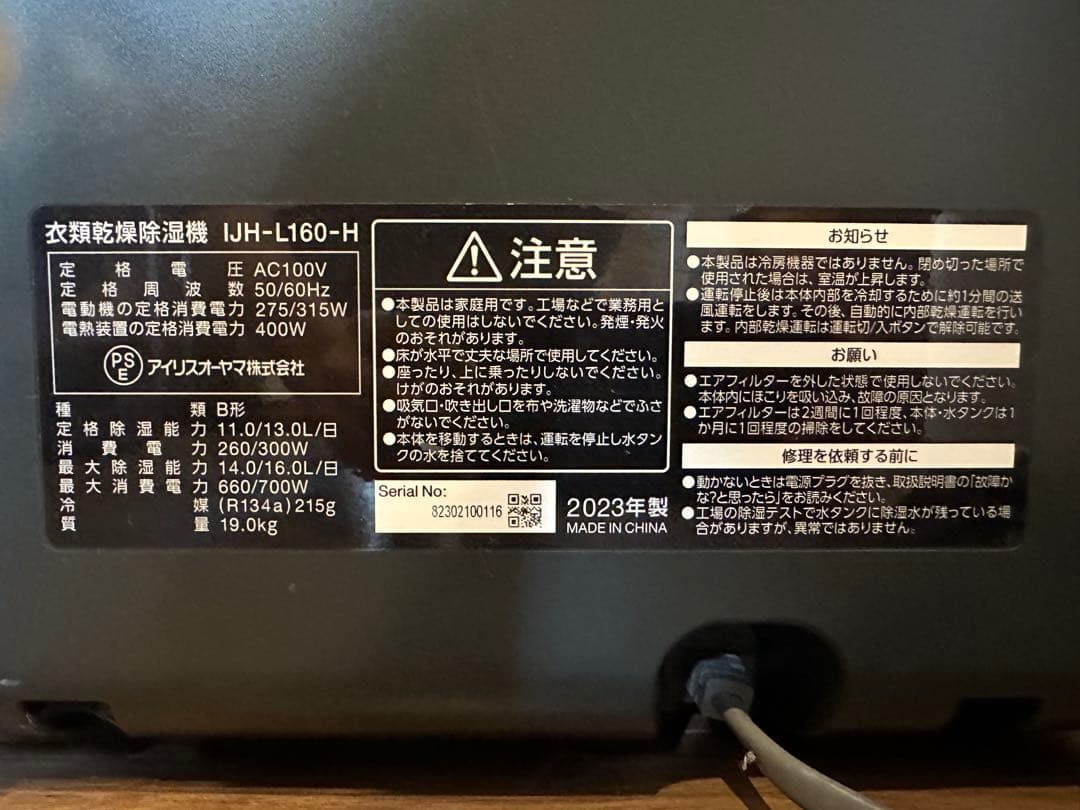 衣類乾燥除湿機 IJH-L160-H
定格電圧 AC100V
定格周波数 50/60Hz
電動機の定格消費電力 275/315W
電熱装置の定格消費電力 400W
PS
E
アイリスオーヤマ株式会社
種類 B形
定格除湿能力 11.0/13.0L/日
消費電力 260/300W
最大除湿能力 14.0/16.0L/日
最大消費電力 660/700W
冷媒 (R134a)215g
質量 19.0kg
注意
●本製品は家庭用です。工場などで業務用と
しての使用はしないでください。発煙・発火
のおそれがあります。
●床が水平で丈夫な場所で使用してください。
●座ったり、上に乗ったりしないでください。
けがのおそれがあります。
●吸気口・吹き出し口を布や洗濯物などでふさ
がないでください。
●本体を移動するときは、運転を停止し水タン
クの水を捨ててください。
Serial No:
82302100116
2023年製
MADE IN CHINA
お知らせ
●本製品は冷房機器ではありません。閉め切った場所で
使用された場合は、室温が上昇します。
●運転停止後は本体内部を冷却するために約1分間の送
風運転をします。その後、自動的に内部乾燥運転を行い
ます。内部乾燥運転は運転切/入ボタンで解除可能です。
お願い
●エアフィルターを外した状態で使用しないでください。
本体内にほこりを吸い込み、故障の原因となります。
●エアフィルターは2週間に1回程度、本体・水タンクは1
か月に1回程度の掃除をしてください。
修理を依頼する前に
●動かないときは電源プラグを抜き、取扱説明書の「故障か
な?と思ったら」をお読みください。
●工場の除湿テストで水タンクに除湿水が残っている場
合がありますが、異常ではありません。